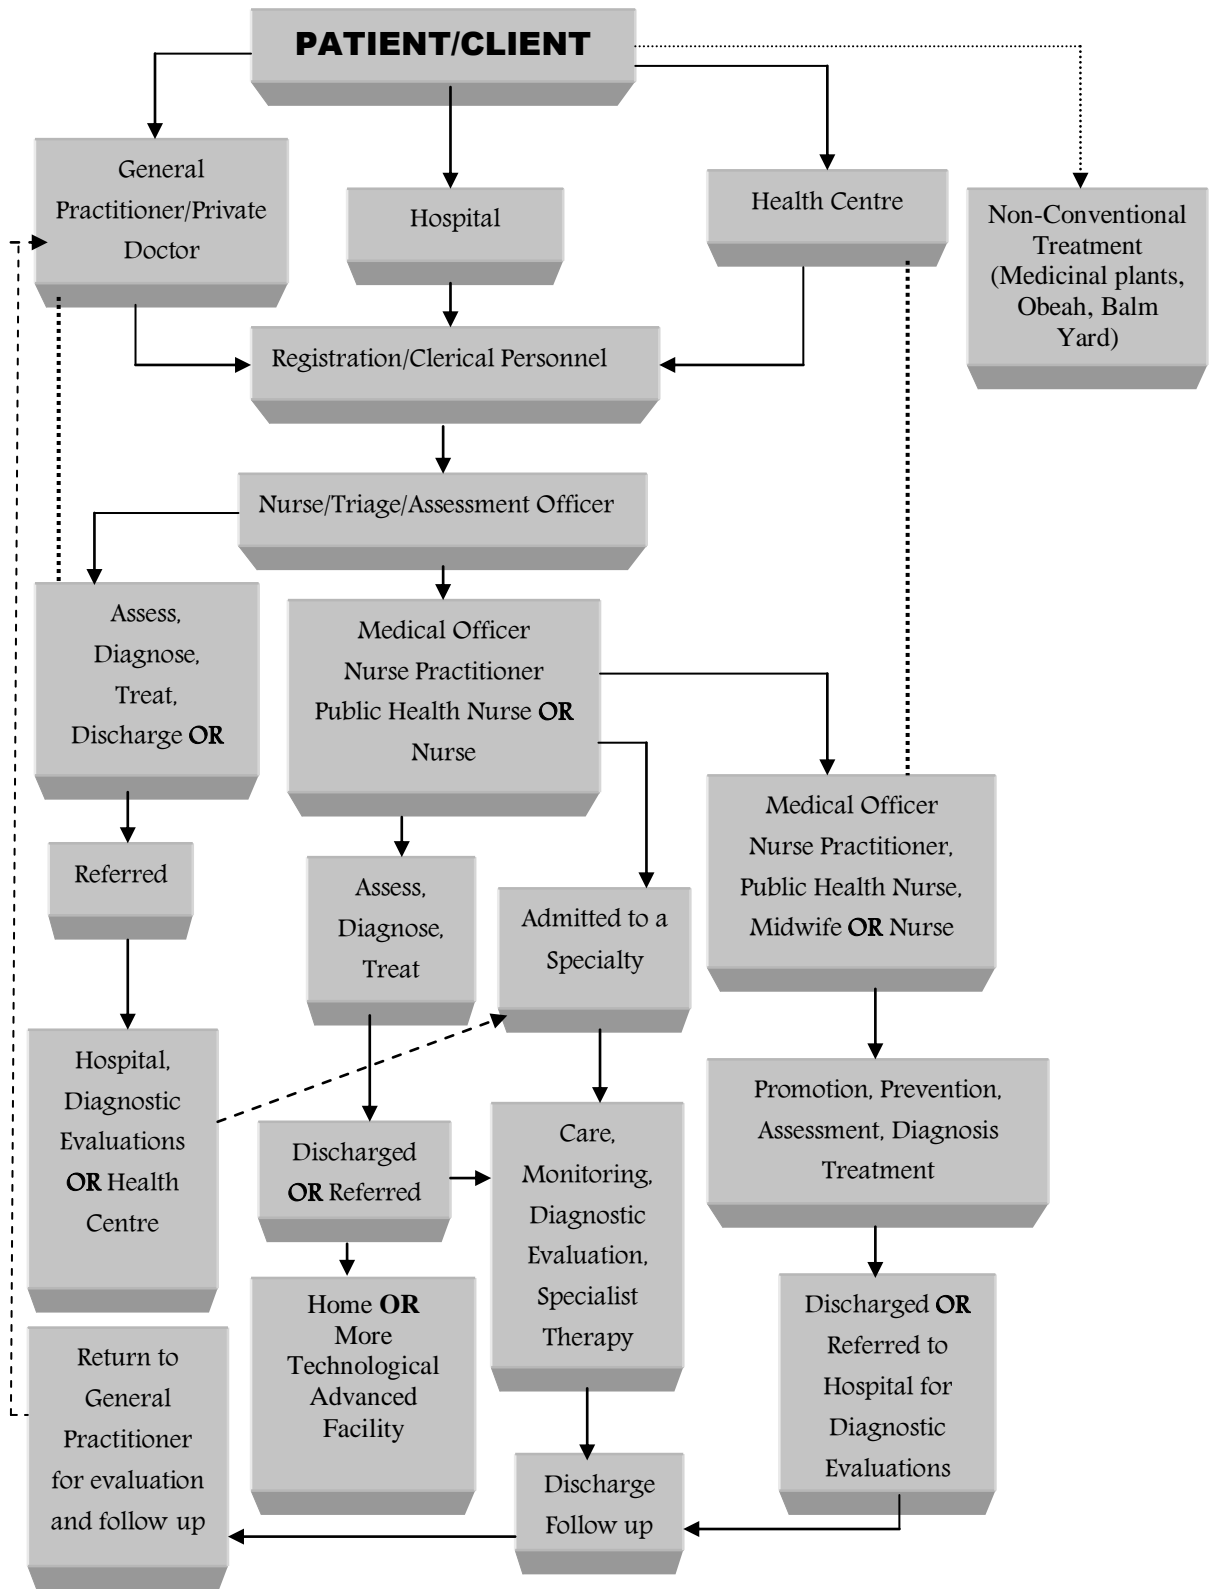 PATIENT/CLIENT
General
Practitioner/Private
Doctor
Hospital
Health Centre
Non-Conventional
Treatment
(Medicinal plants,
Obeah, Balm
Yard)
Registration/Clerical Personnel
Nurse/Triage/Assessment Officer
Assess,
Diagnose,
Treat,
Discharge OR
Medical Officer
Nurse Practitioner
Public Health Nurse OR
Nurse
Medical Officer
Nurse Practitioner,
Public Health Nurse,
Midwife OR Nurse
Referred
Assess,
Diagnose,
Treat
Admitted to a
Specialty
Hospital,
Diagnostic
Evaluations
OR Health
Centre
Promotion, Prevention,
Assessment, Diagnosis
Treatment
Discharged
OR Referred
Care,
Monitoring,
Diagnostic
Evaluation,
Specialist
Therapy
Home OR
More
Technological
Advanced
Facility
Discharged OR
Referred to
Hospital for
Diagnostic
Evaluations
Return to
General
Practitioner
for evaluation
and follow up
Discharge
Follow up